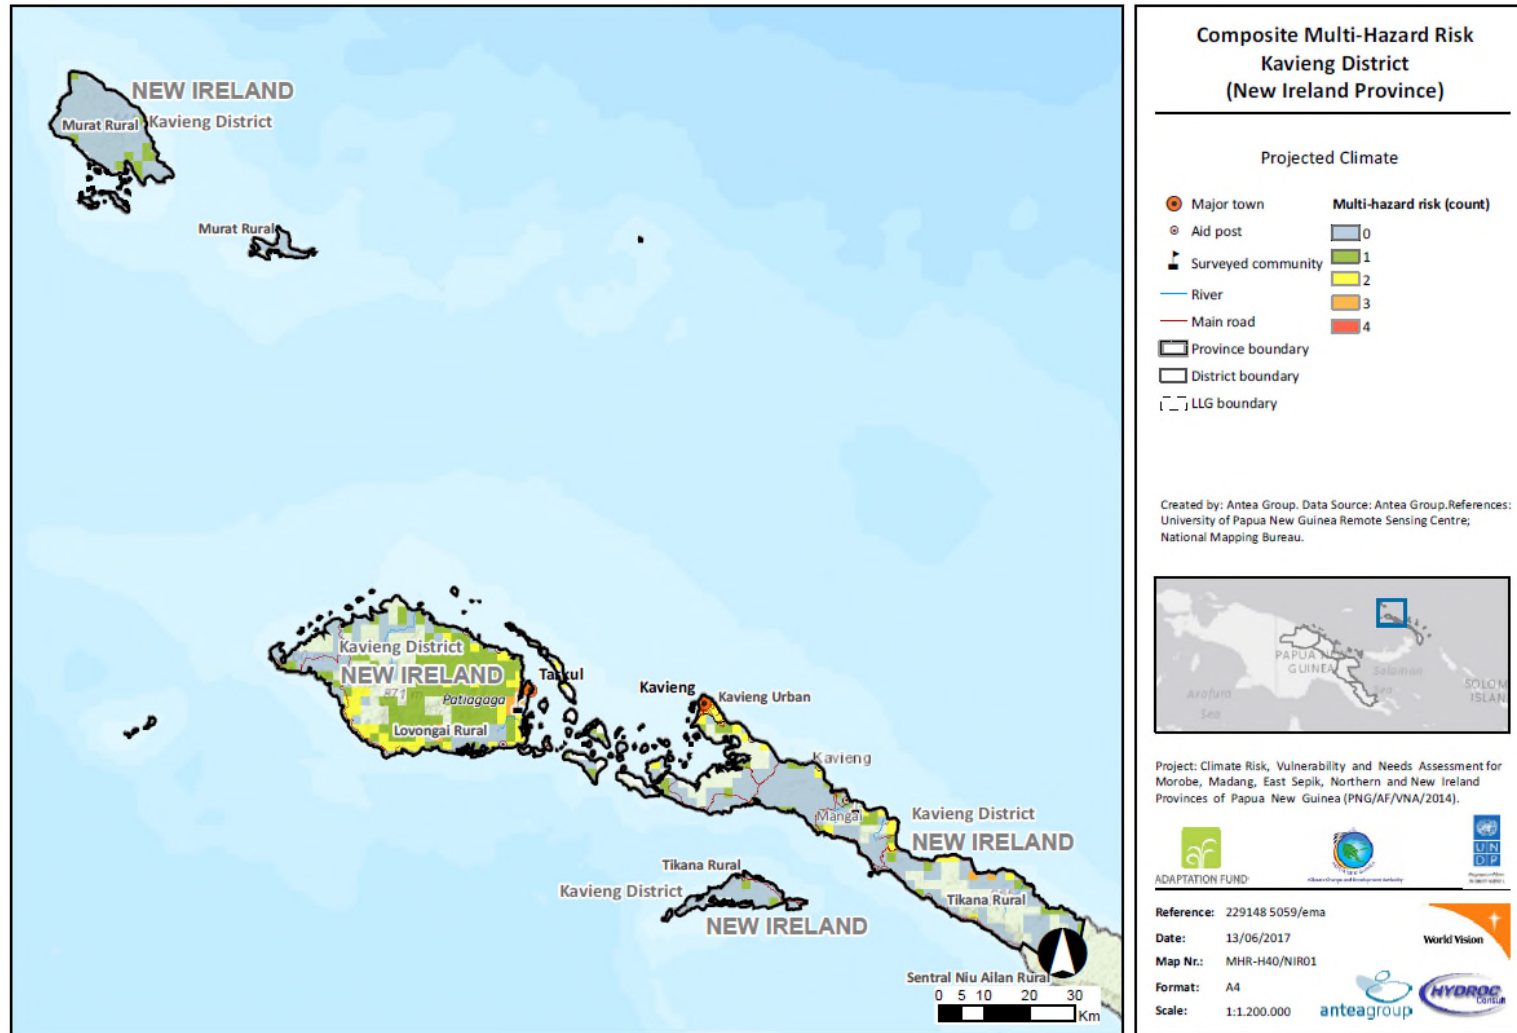 NEW IRELAND
Murat Rural
Kavieng District
Murat Rural
Kavieng District
NEW IRELAND
Taskul
871 m
Patiagaga
Lovongai Rural
Kavieng
Kavieng Urban
Kavieng
Mangai
Kavieng District
NEW IRELAND
Tikana Rural
Kavieng District
NEW IRELAND
Tikana Rural
Sentral Niu Ailan Rural
0 5 10 20 30
Km
Composite Multi-Hazard Risk
Kavieng District
(New Ireland Province)
Projected Climate
Major town
Aid post
Surveyed community
River
Main road
Province boundary
District boundary
LLG boundary
Multi-hazard risk (count)
0
1
2
3
4
Created by: Antea Group. Data Source: Antea Group.References:
University of Papua New Guinea Remote Sensing Centre;
National Mapping Bureau.
PAPUA N
GUINEA
Solomon
Sea
SOLOM
ISLAN
Arafura
Sea
Project: Climate Risk, Vulnerability and Needs Assessment for
Morobe, Madang, East Sepik, Northern and New Ireland
Provinces of Papua New Guinea (PNG/AF/VNA/2014).
ADAPTATION FUND
Climate Change and Development Authority
U N
D P
Reference: 229148 5059/ema
Date: 13/06/2017
Map Nr.: MHR-H40/NIR01
Format: A4
Scale: 1:1.200.000
World Vision
anteagroup
HYDROC
Consult